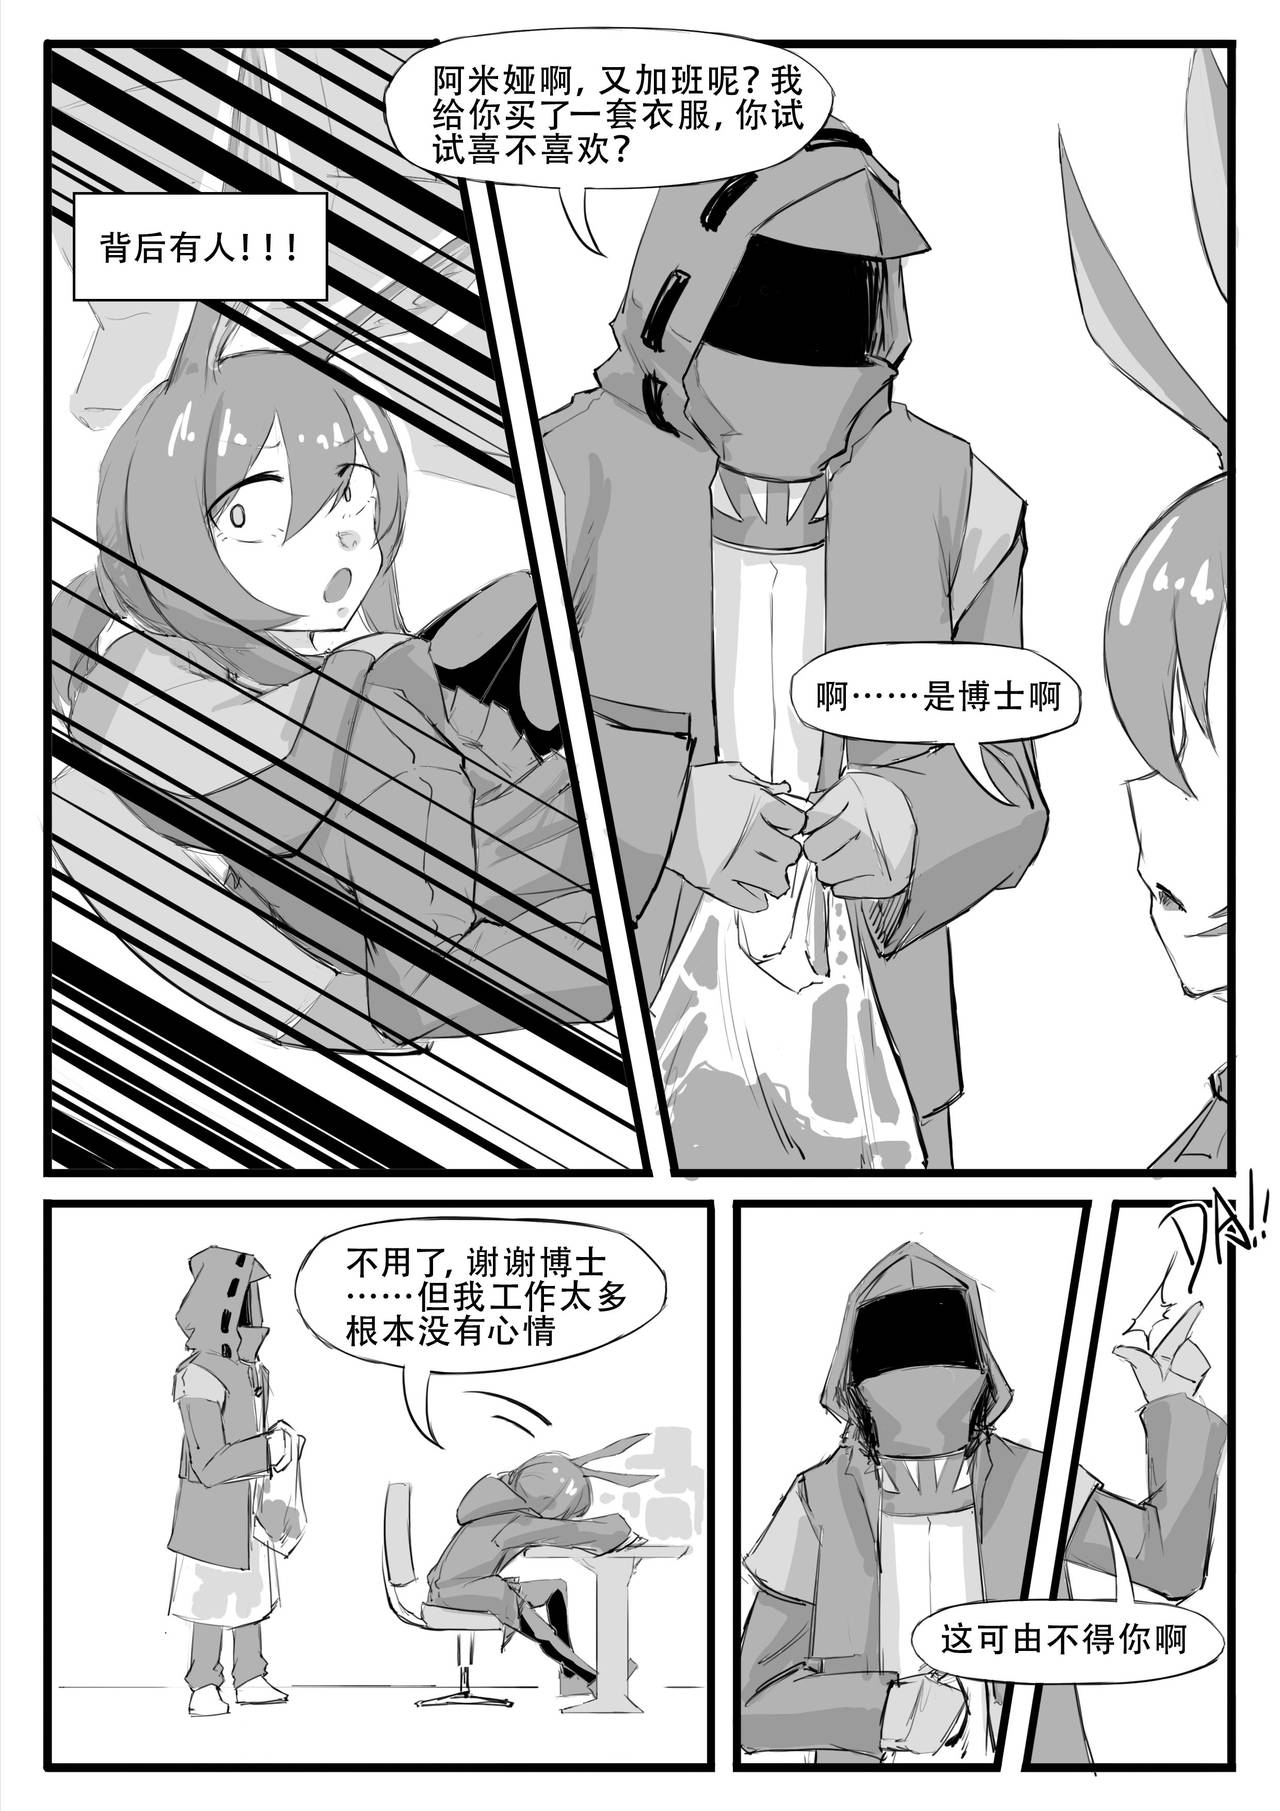 阿米娅啊，又加班呢？我
给你买了一套衣服，你试
试喜不喜欢？
背后有人！！！
啊……是博士啊
不用了，谢谢博士
……但我工作太多
根本没有心情
DA!!
这可由不得你啊